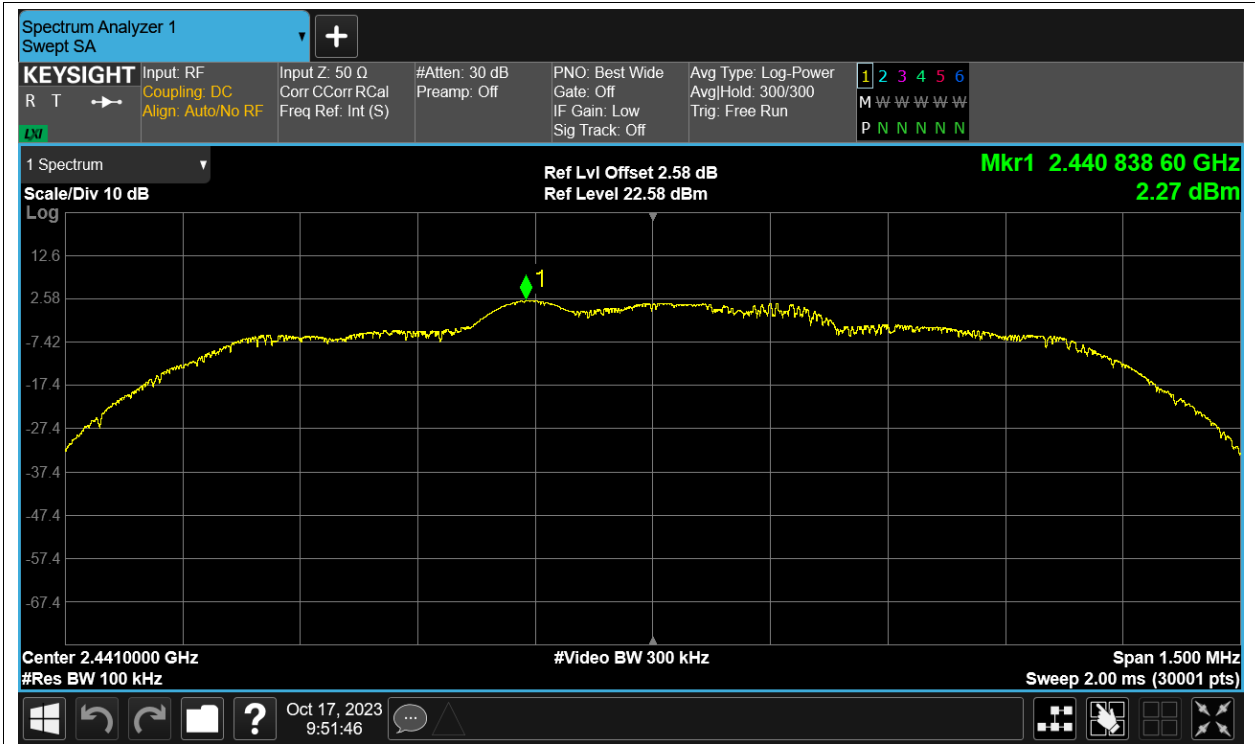 Spectrum Analyzer 1
Swept SA
KEYSIGHT
R T
LXI
Input: RF
Coupling: DC
Align: Auto/No RF
Input Z: 50 Ω
Corr CCorr RCal
Freq Ref: Int (S)
#Atten: 30 dB
Preamp: Off
PNO: Best Wide
Gate: Off
IF Gain: Low
Sig Track: Off
Avg Type: Log-Power
Avg|Hold: 300/300
Trig: Free Run
1 2 3 4 5 6
M W W W W W
P N N N N N
1 Spectrum
Scale/Div 10 dB
Log
Ref Lvl Offset 2.58 dB
Ref Level 22.58 dBm
Mkr1 2.440 838 60 GHz
2.27 dBm
12.6
1
2.58
-7.42
-17.4
-27.4
-37.4
-47.4
-57.4
-67.4
Center 2.4410000 GHz
#Video BW 300 kHz
Span 1.500 MHz
#Res BW 100 kHz
Sweep 2.00 ms (30001 pts)
?
Oct 17, 2023
9:51:46